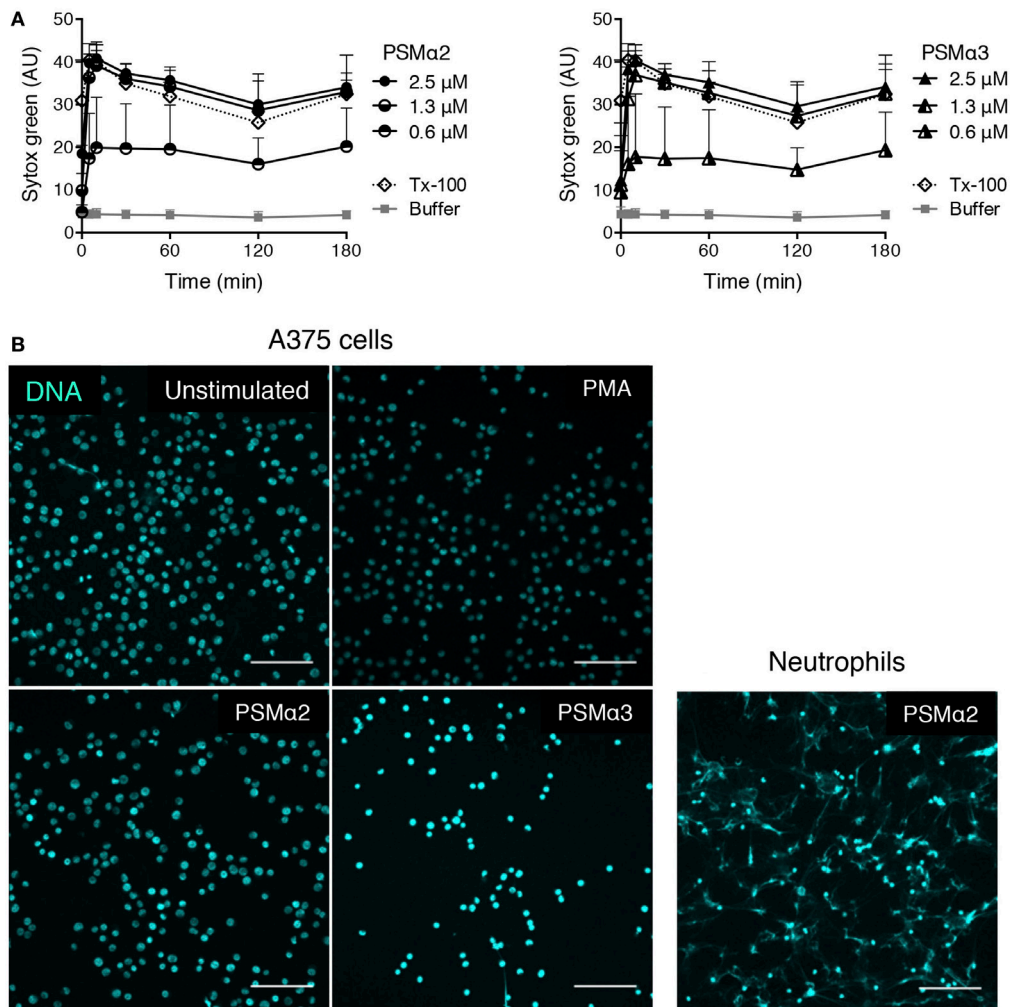 A
50
40
30
20
10
0
Sytox green (AU)
0 60 120 180
Time (min)
PSMα2
2.5 μM
1.3 μM
0.6 μM
Tx-100
Buffer
50
40
30
20
10
0
Sytox green (AU)
0 60 120 180
Time (min)
PSMα3
2.5 μM
1.3 μM
0.6 μM
Tx-100
Buffer
B
A375 cells
DNA
Unstimulated
PMA
PSMα2
PSMα3
Neutrophils
PSMα2